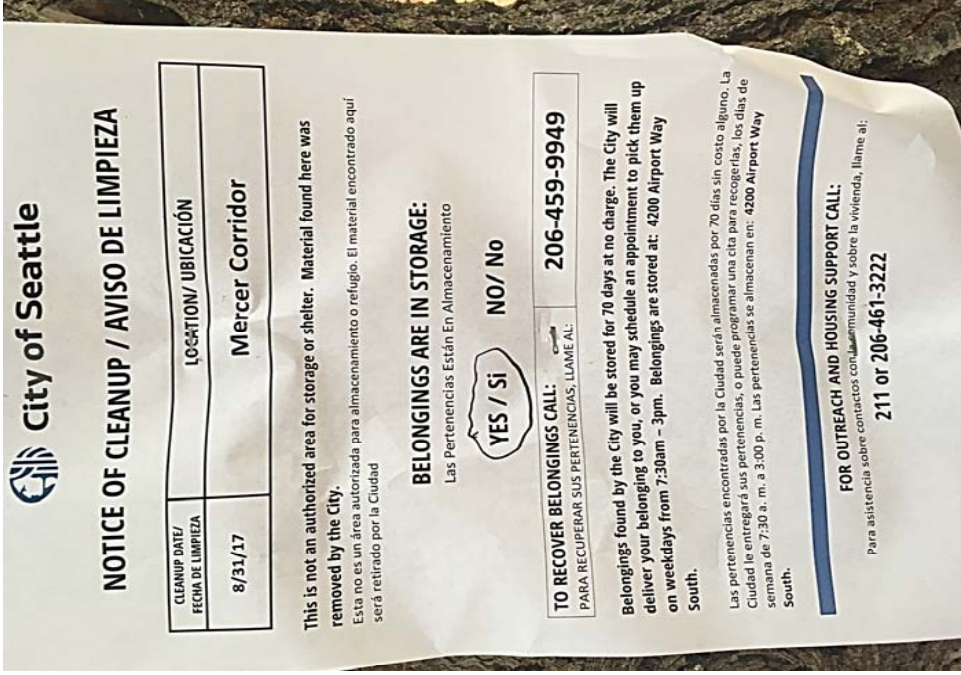 City of Seattle
NOTICE OF CLEANUP / AVISO DE LIMPIEZA
CLEANUP DATE/
FECHA DE LIMPIEZA
LOCATION/ UBICACIÓN
8/31/17
Mercer Corridor
This is not an authorized area for storage or shelter. Material found here was
removed by the City.
Esta no es un área autorizada para almacenamiento o refugio. El material encontrado aquí
será retirado por la Ciudad
BELONGINGS ARE IN STORAGE:
Las Pertenencias Están En Almacenamiento
YES / Si NO/ No
TO RECOVER BELONGINGS CALL:
PARA RECUPERAR SUS PERTENENCIAS, LLAME AL:
206-459-9949
Belongings found by the City will be stored for 70 days at no charge. The City will
deliver your belonging to you, or you may schedule an appointment to pick them up
on weekdays from 7:30am – 3pm. Belongings are stored at: 4200 Airport Way
South.
Las pertenencias encontradas por la Ciudad serán almacenadas por 70 días sin costo alguno. La
Ciudad le entregará sus pertenencias, o puede programar una cita para recogerlas, los días de
semana de 7:30 a. m. a 3:00 p. m. Las pertenencias se almacenan en: 4200 Airport Way
South.
FOR OUTREACH AND HOUSING SUPPORT CALL:
Para asistencia sobre contactos con la comunidad y sobre la vivienda, llame al:
211 or 206-461-3222